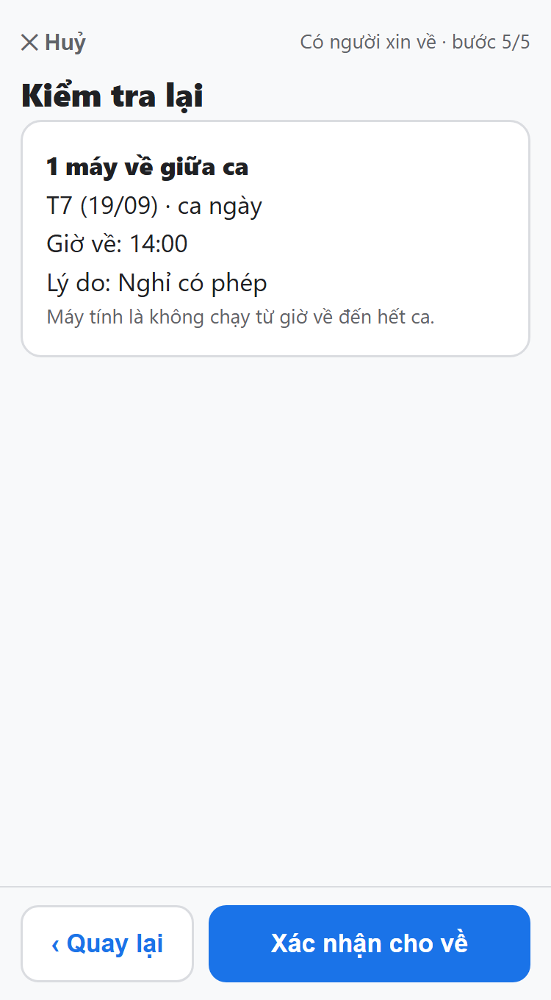 ✕ Huỷ
Có người xin về · bước 5/5
Kiểm tra lại
1 máy về giữa ca
T7 (19/09) · ca ngày
Giờ về: 14:00
Lý do: Nghỉ có phép
Máy tính là không chạy từ giờ về đến hết ca.
‹ Quay lại
Xác nhận cho về